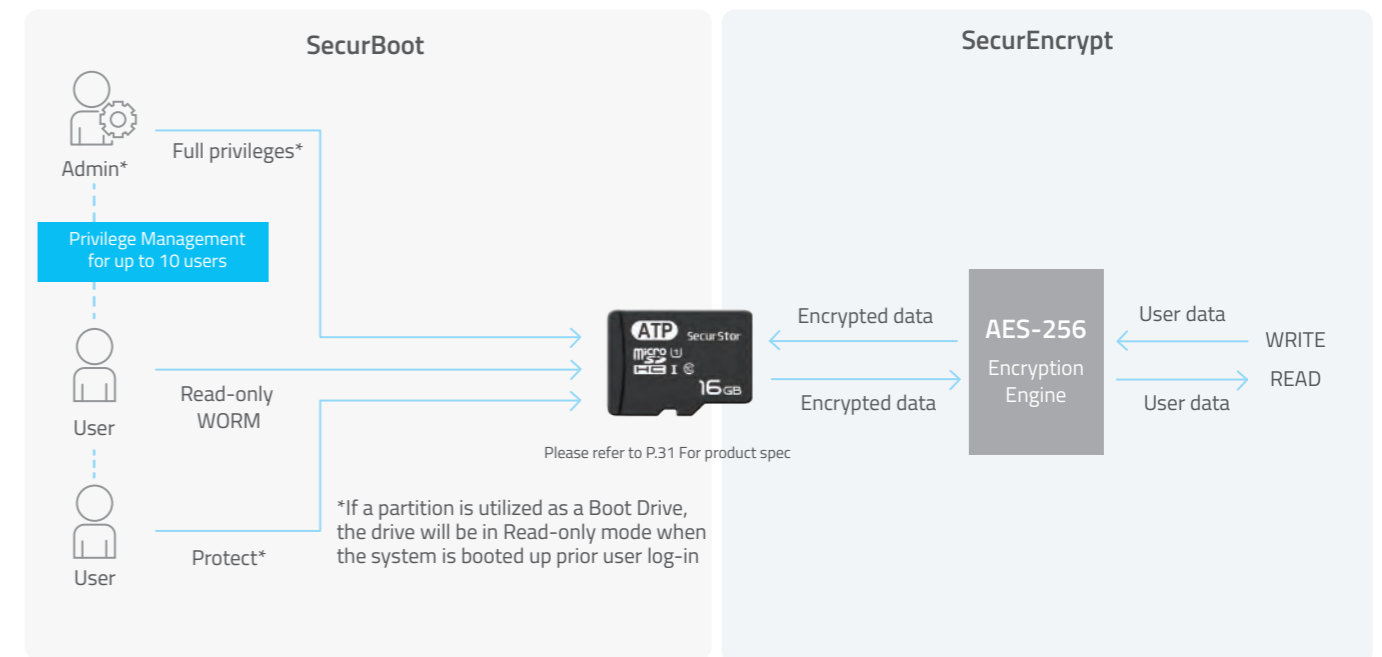 SecurBoot
Admin*
Full privileges*
Privilege Management
for up to 10 users
User
Read-only
WORM
User
Protect*
*If a partition is utilized as a Boot Drive,
the drive will be in Read-only mode when
the system is booted up prior user log-in
ATP SecurStor
micro SD U1
HC I C10
16GB
Please refer to P.31 For product spec
SecurEncrypt
Encrypted data
Encrypted data
AES-256
Encryption
Engine
User data
WRITE
READ
User data